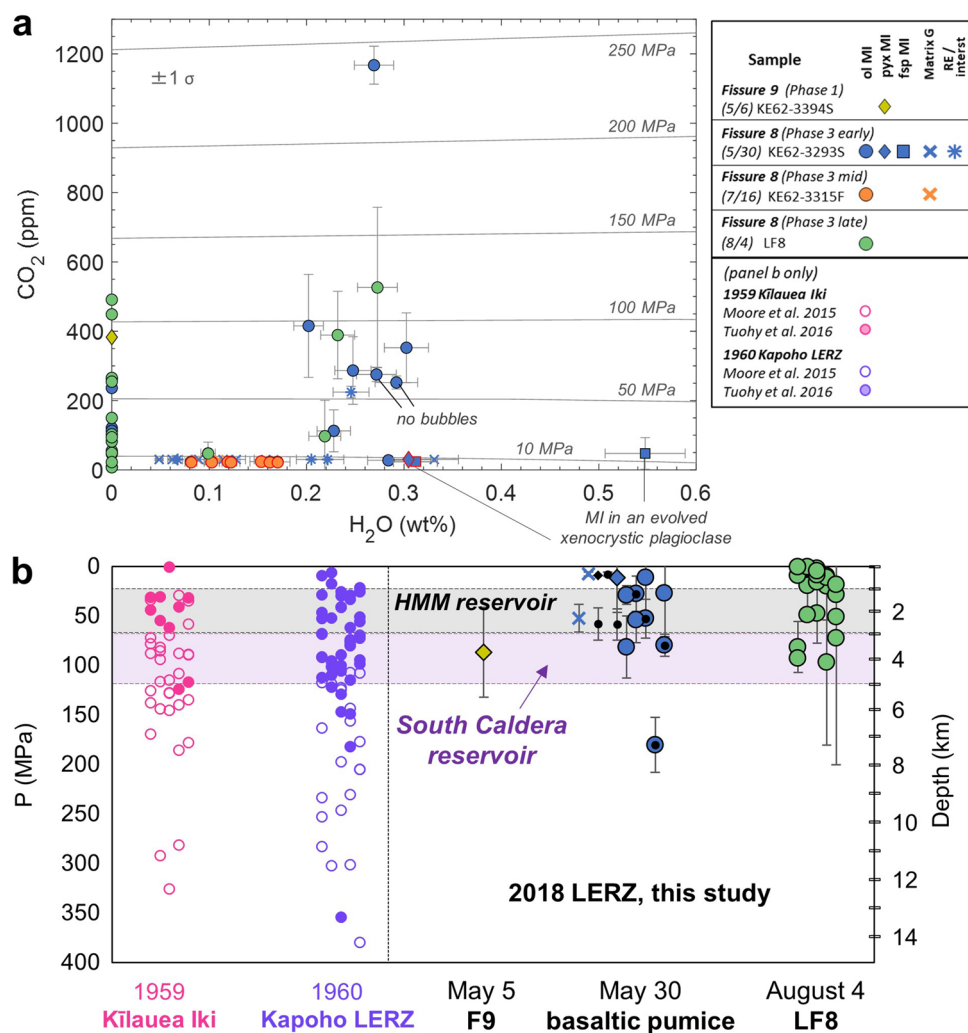 a
1200
1000
800
600
400
200
0
CO2 (ppm)
±1 σ
250 MPa
200 MPa
150 MPa
100 MPa
50 MPa
10 MPa
no bubbles
0
0.1
0.2
0.3
0.4
0.5
0.6
H2O (wt%)
MI in an evolved
xenocrystic plagioclase
Sample
ol MI
pyx MI
fsp MI
Matrix G
RE /
interst
Fissure 9 (Phase 1)
(5/6) KE62-3394S
Fissure 8 (Phase 3 early)
(5/30) KE62-3293S
Fissure 8 (Phase 3 mid)
(7/16) KE62-3315F
Fissure 8 (Phase 3 late)
(8/4) LF8
(panel b only)
1959 Kīlauea Iki
Moore et al. 2015
Tuohy et al. 2016
1960 Kapoho LERZ
Moore et al. 2015
Tuohy et al. 2016
b
0
50
100
150
200
250
300
350
400
P (MPa)
HMM reservoir
South Caldera
reservoir
2018 LERZ, this study
2
4
6
8
10
12
14
Depth (km)
1959
Kīlauea Iki
1960
Kapoho LERZ
May 5
F9
May 30
basaltic pumice
August 4
LF8